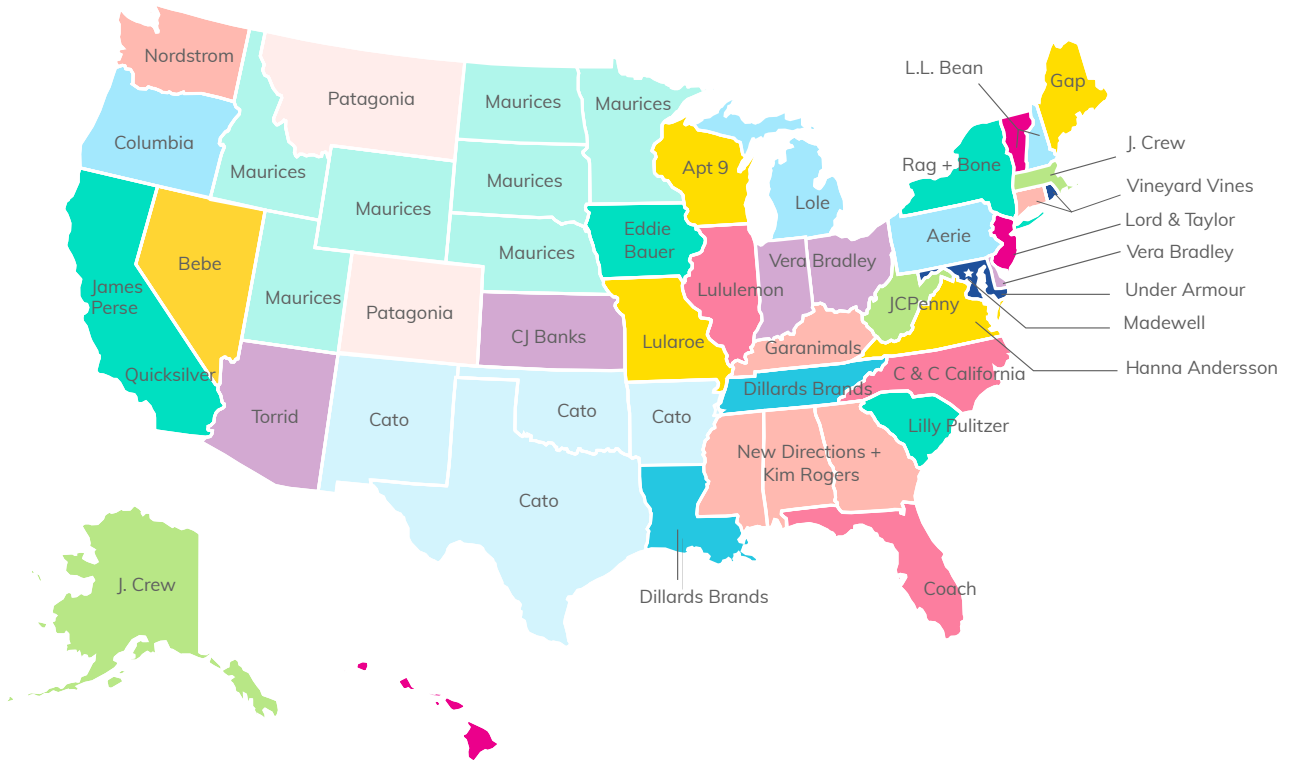 Nordstrom
L.L. Bean
Gap
Patagonia
Maurices
Maurices
Columbia
J. Crew
Rag + Bone
Maurices
Apt 9
Maurices
Vineyard Vines
Maurices
Lole
Lord & Taylor
Eddie
Bauer
Aerie
Maurices
Vera Bradley
Bebe
Vera Bradley
James
Perse
Maurices
Lululemon
Under Armour
JCPenny
Patagonia
Madewell
CJ Banks
Lularoe
Garanimals
Hanna Andersson
Quicksilver
C & C California
Dillards Brands
Torrid
Cato
Cato
Cato
Lilly Pulitzer
New Directions +
Kim Rogers
Cato
J. Crew
Dillards Brands
Coach